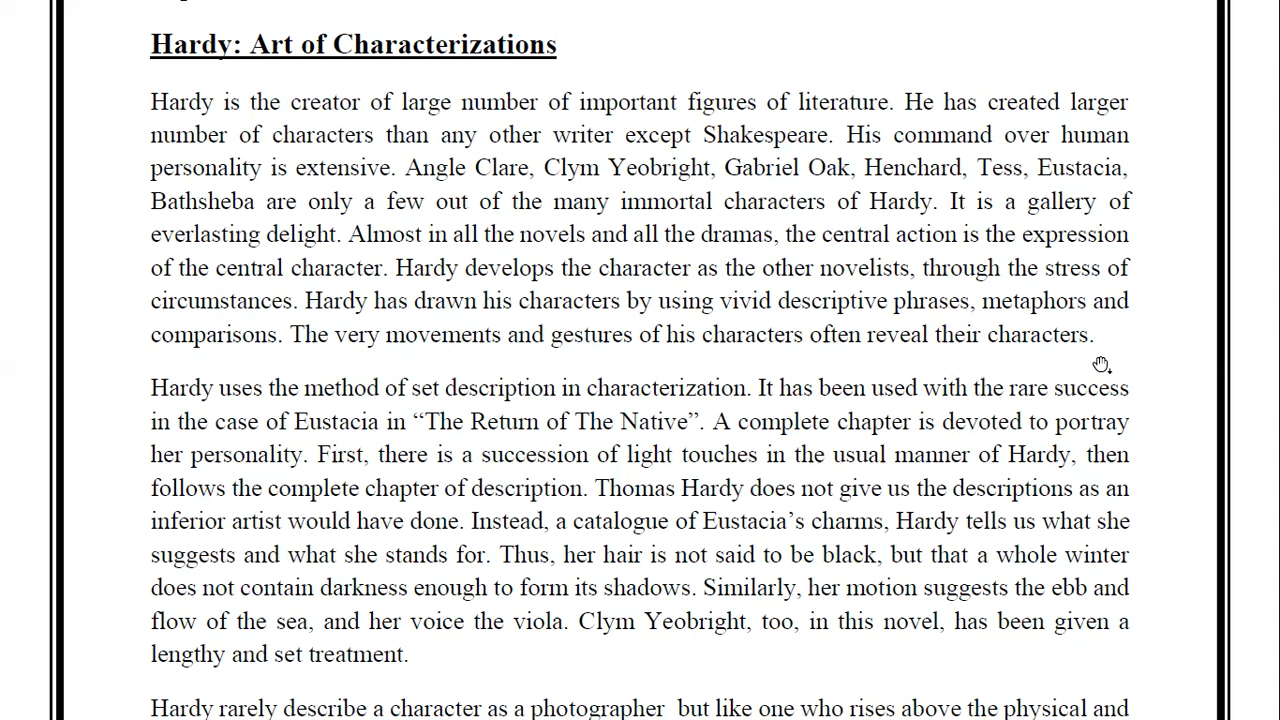 Hardy: Art of Characterizations
Hardy is the creator of large number of important figures of literature. He has created larger
number of characters than any other writer except Shakespeare. His command over human
personality is extensive. Angle Clare, Clym Yeobright, Gabriel Oak, Henchard, Tess, Eustacia,
Bathsheba are only a few out of the many immortal characters of Hardy. It is a gallery of
everlasting delight. Almost in all the novels and all the dramas, the central action is the expression
of the central character. Hardy develops the character as the other novelists, through the stress of
circumstances. Hardy has drawn his characters by using vivid descriptive phrases, metaphors and
comparisons. The very movements and gestures of his characters often reveal their characters.
Hardy uses the method of set description in characterization. It has been used with the rare success
in the case of Eustacia in “The Return of The Native”. A complete chapter is devoted to portray
her personality. First, there is a succession of light touches in the usual manner of Hardy, then
follows the complete chapter of description. Thomas Hardy does not give us the descriptions as an
inferior artist would have done. Instead, a catalogue of Eustacia’s charms, Hardy tells us what she
suggests and what she stands for. Thus, her hair is not said to be black, but that a whole winter
does not contain darkness enough to form its shadows. Similarly, her motion suggests the ebb and
flow of the sea, and her voice the viola. Clym Yeobright, too, in this novel, has been given a
lengthy and set treatment.
Hardy rarely describe a character as a photographer but like one who rises above the physical and